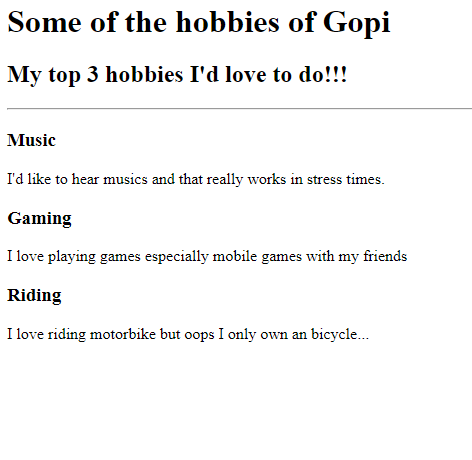 Some of the hobbies of Gopi
My top 3 hobbies I'd love to do!!!
Music
I'd like to hear musics and that really works in stress times.
Gaming
I love playing games especially mobile games with my friends
Riding
I love riding motorbike but oops I only own an bicycle...